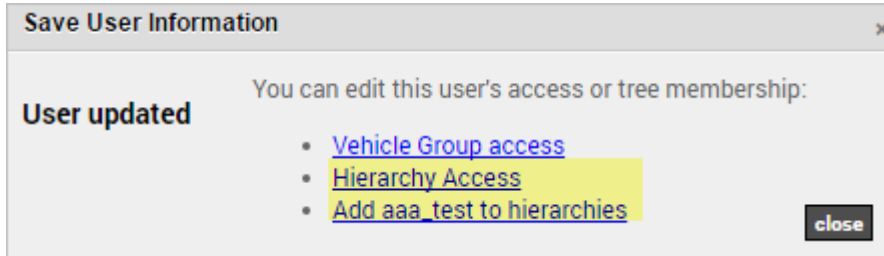 Save User Information
×
You can edit this user's access or tree membership:
User updated
Vehicle Group access
Hierarchy Access
Add aaa_test to hierarchies
close